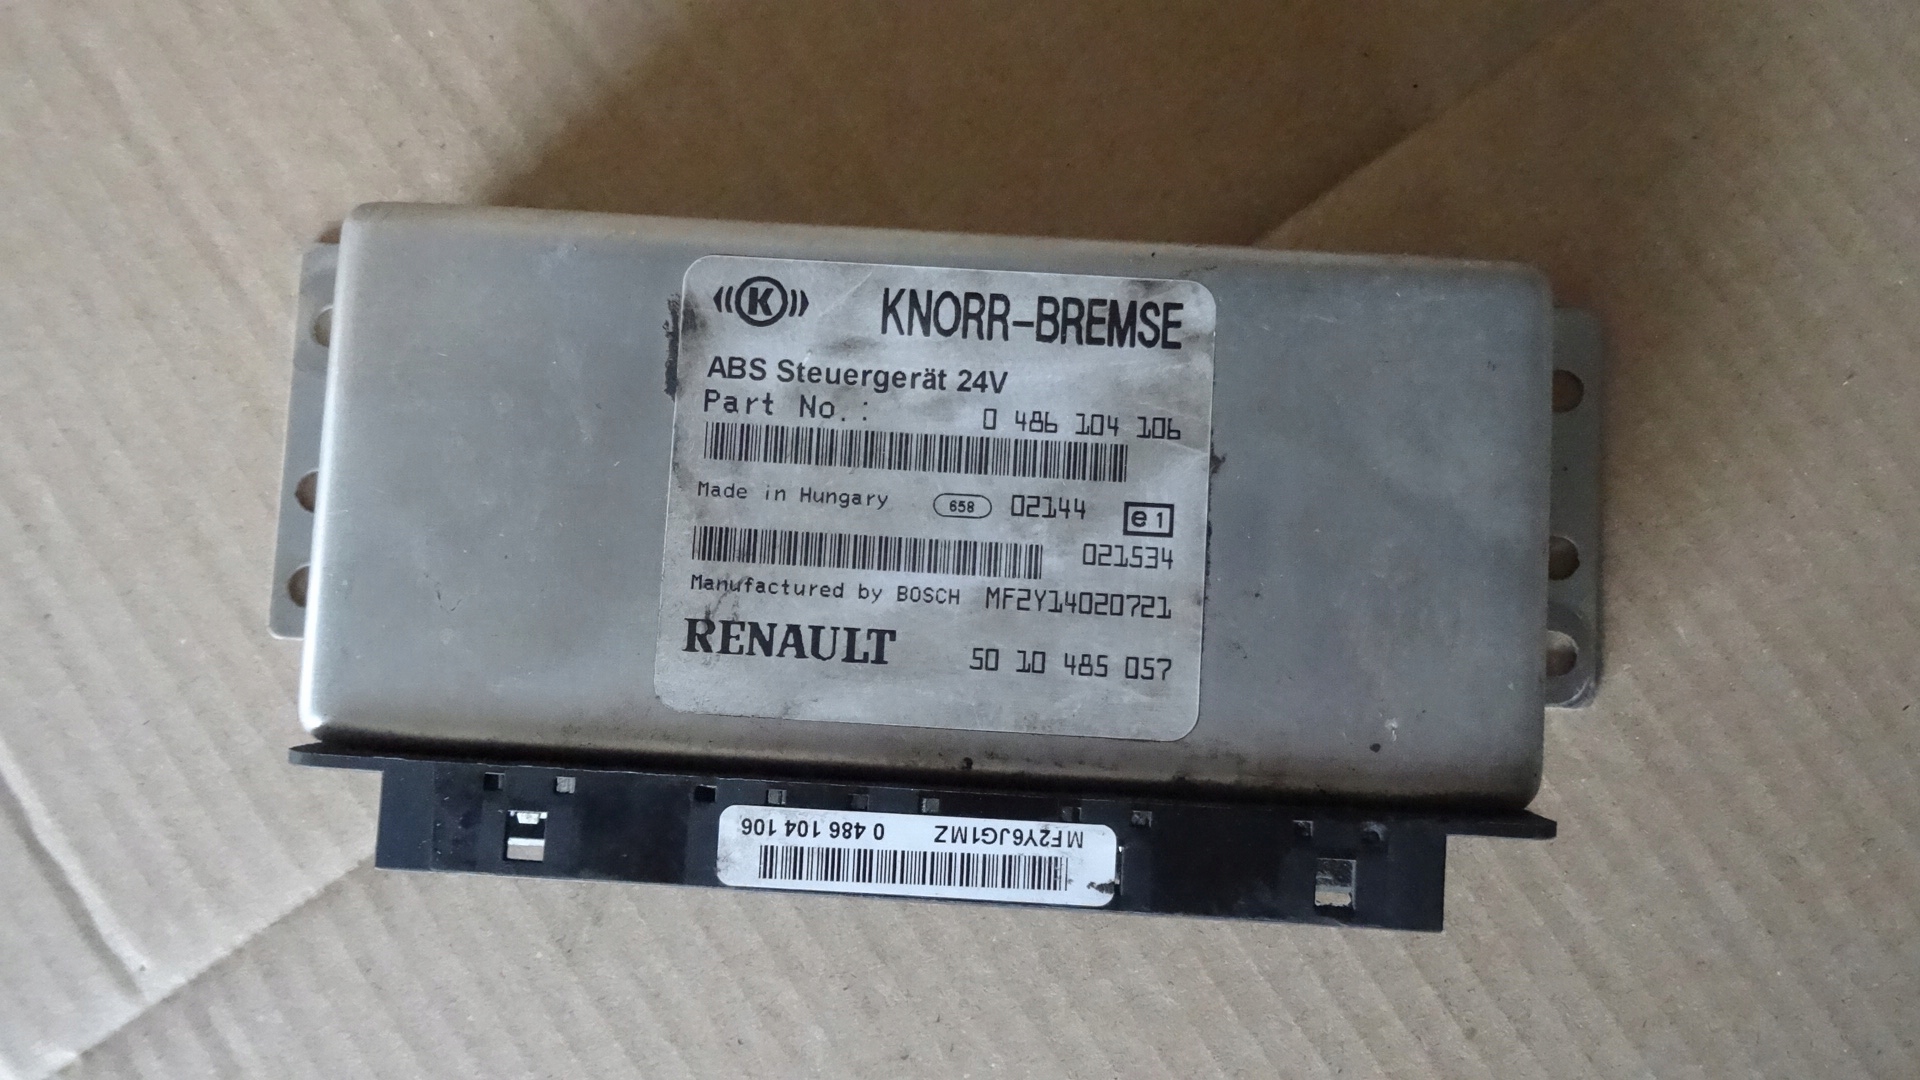 ((K)) KNORR-BREMSE
ABS Steuergerät 24V
Part No.: 0 486 104 106
Made in Hungary 658 02144 e1
021534
Manufactured by BOSCH MF2Y14020721
RENAULT 50 10 485 057
MF2Y6JG1MZ 0 486 104 106